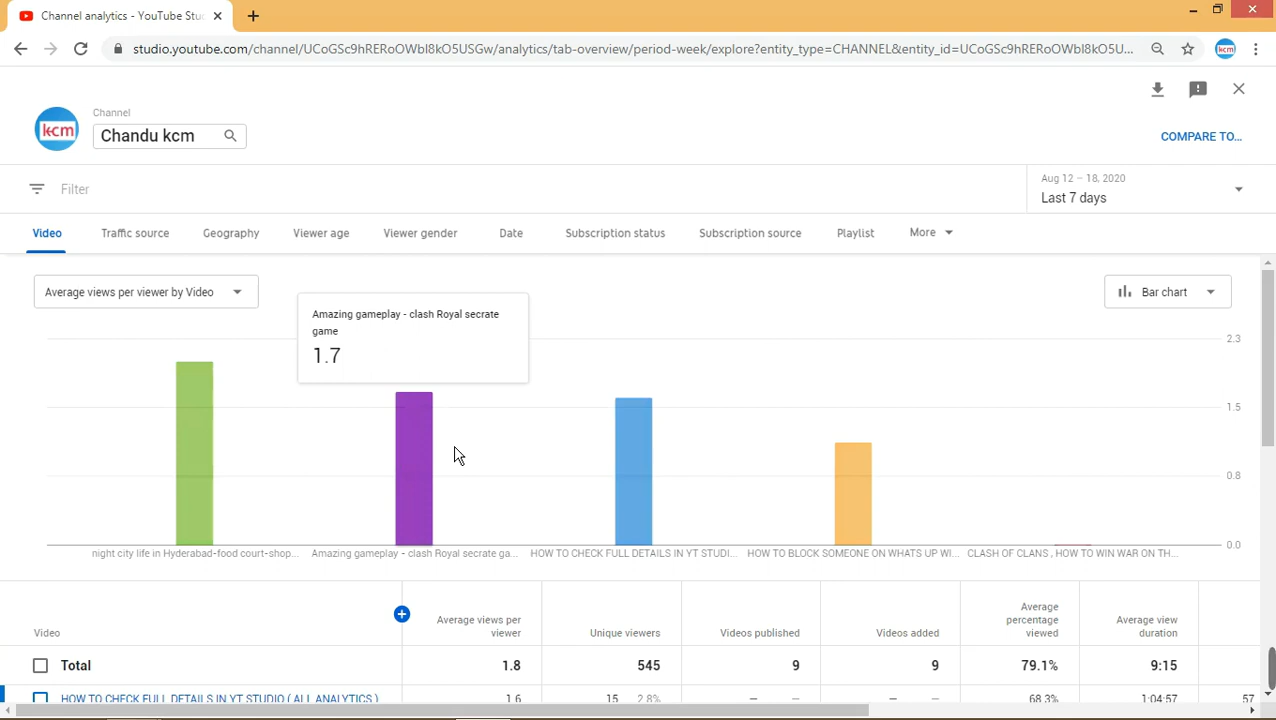 Channel analytics - YouTube Stu
studio.youtube.com/channel/UCoGSc9hRERoOWbl8kO5USGw/analytics/tab-overview/period-week/explore?entity_type=CHANNEL&entity_id=UCoGSc9hRERoOWbl8kO5U...
kcm
kcm
Channel
Chandu kcm
COMPARE TO...
Filter
Aug 12 – 18, 2020
Last 7 days
Video
Traffic source
Geography
Viewer age
Viewer gender
Date
Subscription status
Subscription source
Playlist
More
Average views per viewer by Video
Bar chart
Amazing gameplay - clash Royal secrate
game
1.7
2.3
1.5
0.8
0.0
night city life in Hyderabad-food court-shop...
Amazing gameplay - clash Royal secrate ga...
HOW TO CHECK FULL DETAILS IN YT STUDI...
HOW TO BLOCK SOMEONE ON WHATS UP WI...
CLASH OF CLANS , HOW TO WIN WAR ON TH...
Video
Average views per
viewer
Unique viewers
Videos published
Videos added
Average
percentage
viewed
Average view
duration
Total
1.8
545
9
9
79.1%
9:15
HOW TO CHECK FULL DETAILS IN YT STUDIO ( ALL ANALYTICS )
1.6
15 2.8%
–
–
–
–
68.3%
1:04:57
57